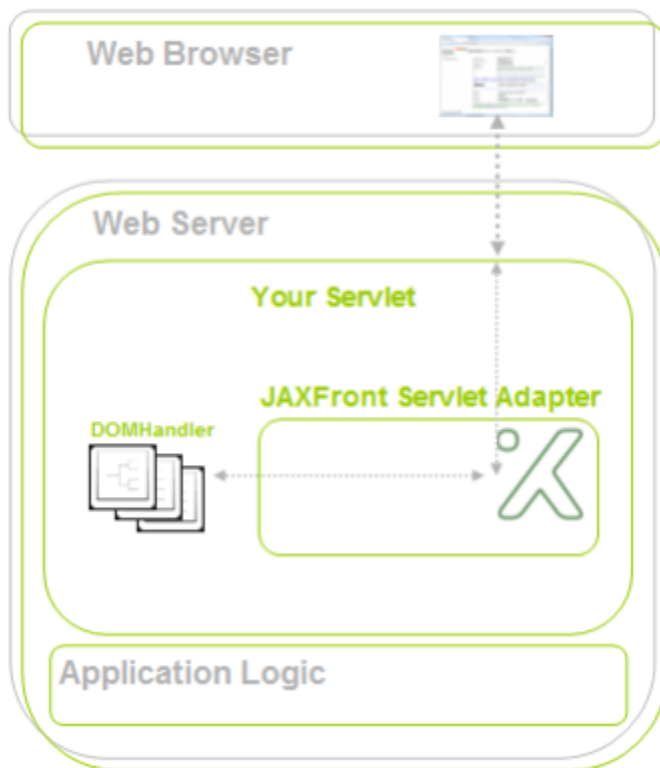 Web Browser
Web Server
Your Servlet
JAXFront Servlet Adapter
DOMHandler
Application Logic